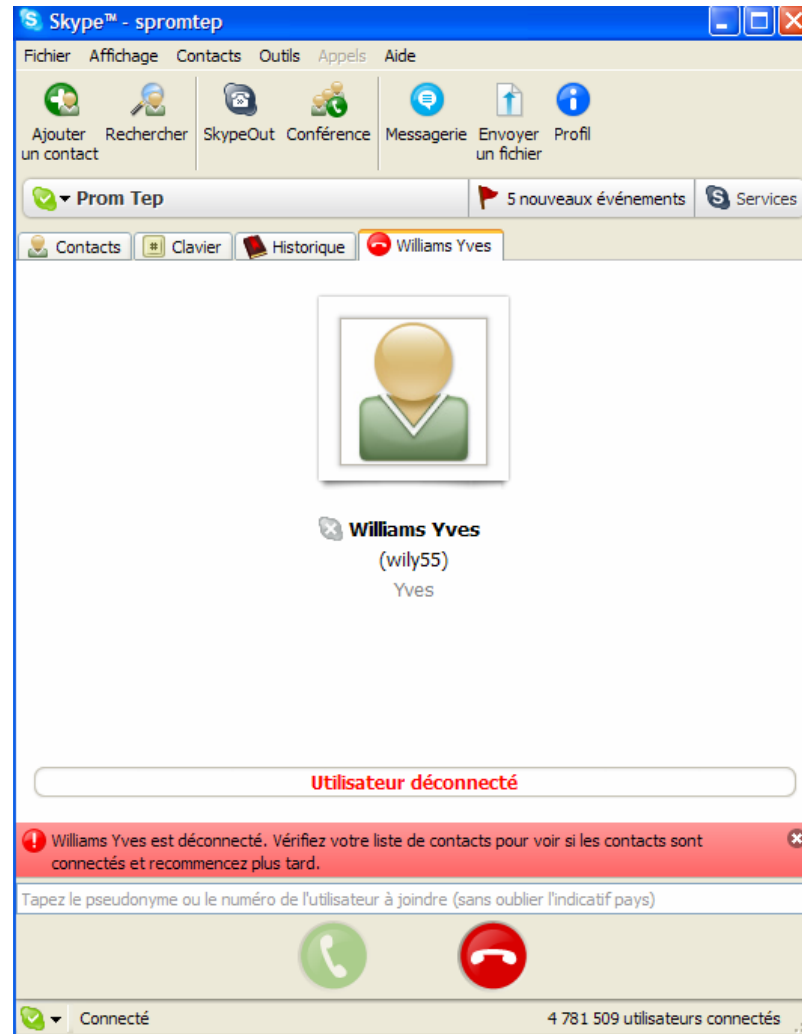 Skype™ - spromtep
Fichier Affichage Contacts Outils Appels Aide
Ajouter un contact
Rechercher
SkypeOut
Conférence
Messagerie
Envoyer un fichier
Profil
Prom Tep
5 nouveaux événements
Services
Contacts
Clavier
Historique
Williams Yves
Williams Yves
(wily55)
Yves
Utilisateur déconnecté
Williams Yves est déconnecté. Vérifiez votre liste de contacts pour voir si les contacts sont
connectés et recommencez plus tard.
Tapez le pseudonyme ou le numéro de l'utilisateur à joindre (sans oublier l'indicatif pays)
Connecté
4 781 509 utilisateurs connectés